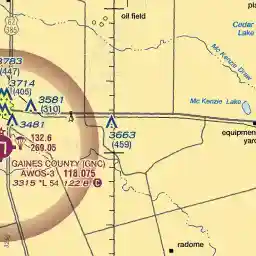 oil field
Cedar
Lake
Mc Kenzie Draw
3783
(447)
3714
(405)
3581
(310)
Mc Kenzie Lake
3481
3663
(459)
equipment
yard
132.6
269.05
GAINES COUNTY (GNC)
AWOS-3 118.075
3315 *L 54 122.8 C
radome